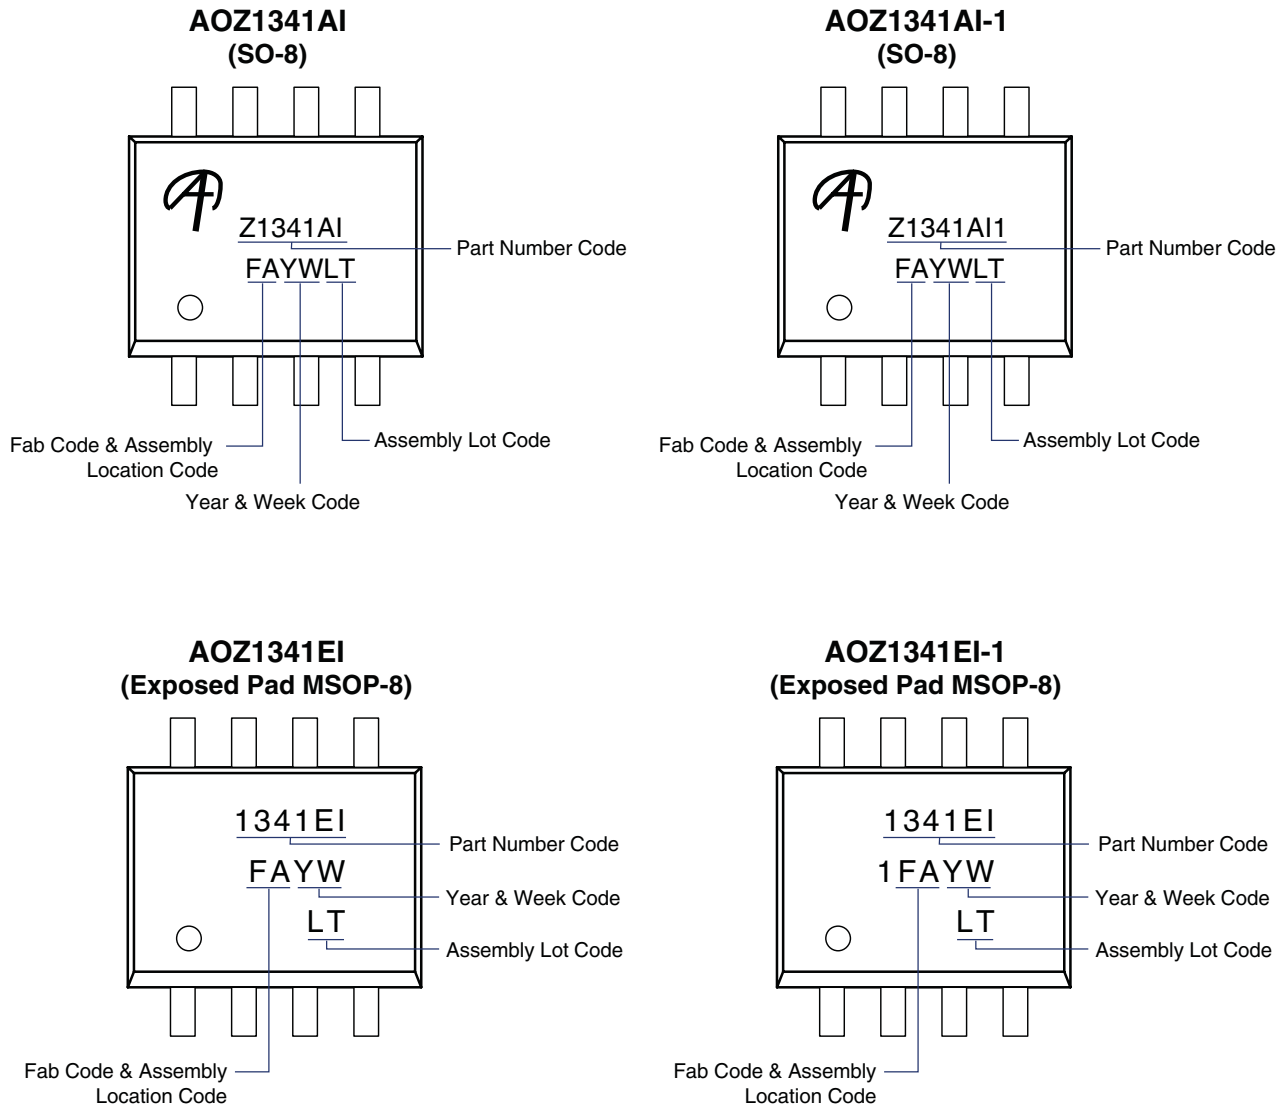 AOZ1341AI
(SO-8)
Z1341AI
Part Number Code
FAYWLT
Fab Code & Assembly
Location Code
Assembly Lot Code
Year & Week Code
AOZ1341AI-1
(SO-8)
Z1341AI1
Part Number Code
FAYWLT
Fab Code & Assembly
Location Code
Assembly Lot Code
Year & Week Code
AOZ1341EI
(Exposed Pad MSOP-8)
1341EI
Part Number Code
FAYW
Year & Week Code
LT
Assembly Lot Code
Fab Code & Assembly
Location Code
AOZ1341EI-1
(Exposed Pad MSOP-8)
1341EI
Part Number Code
1FAYW
Year & Week Code
LT
Assembly Lot Code
Fab Code & Assembly
Location Code